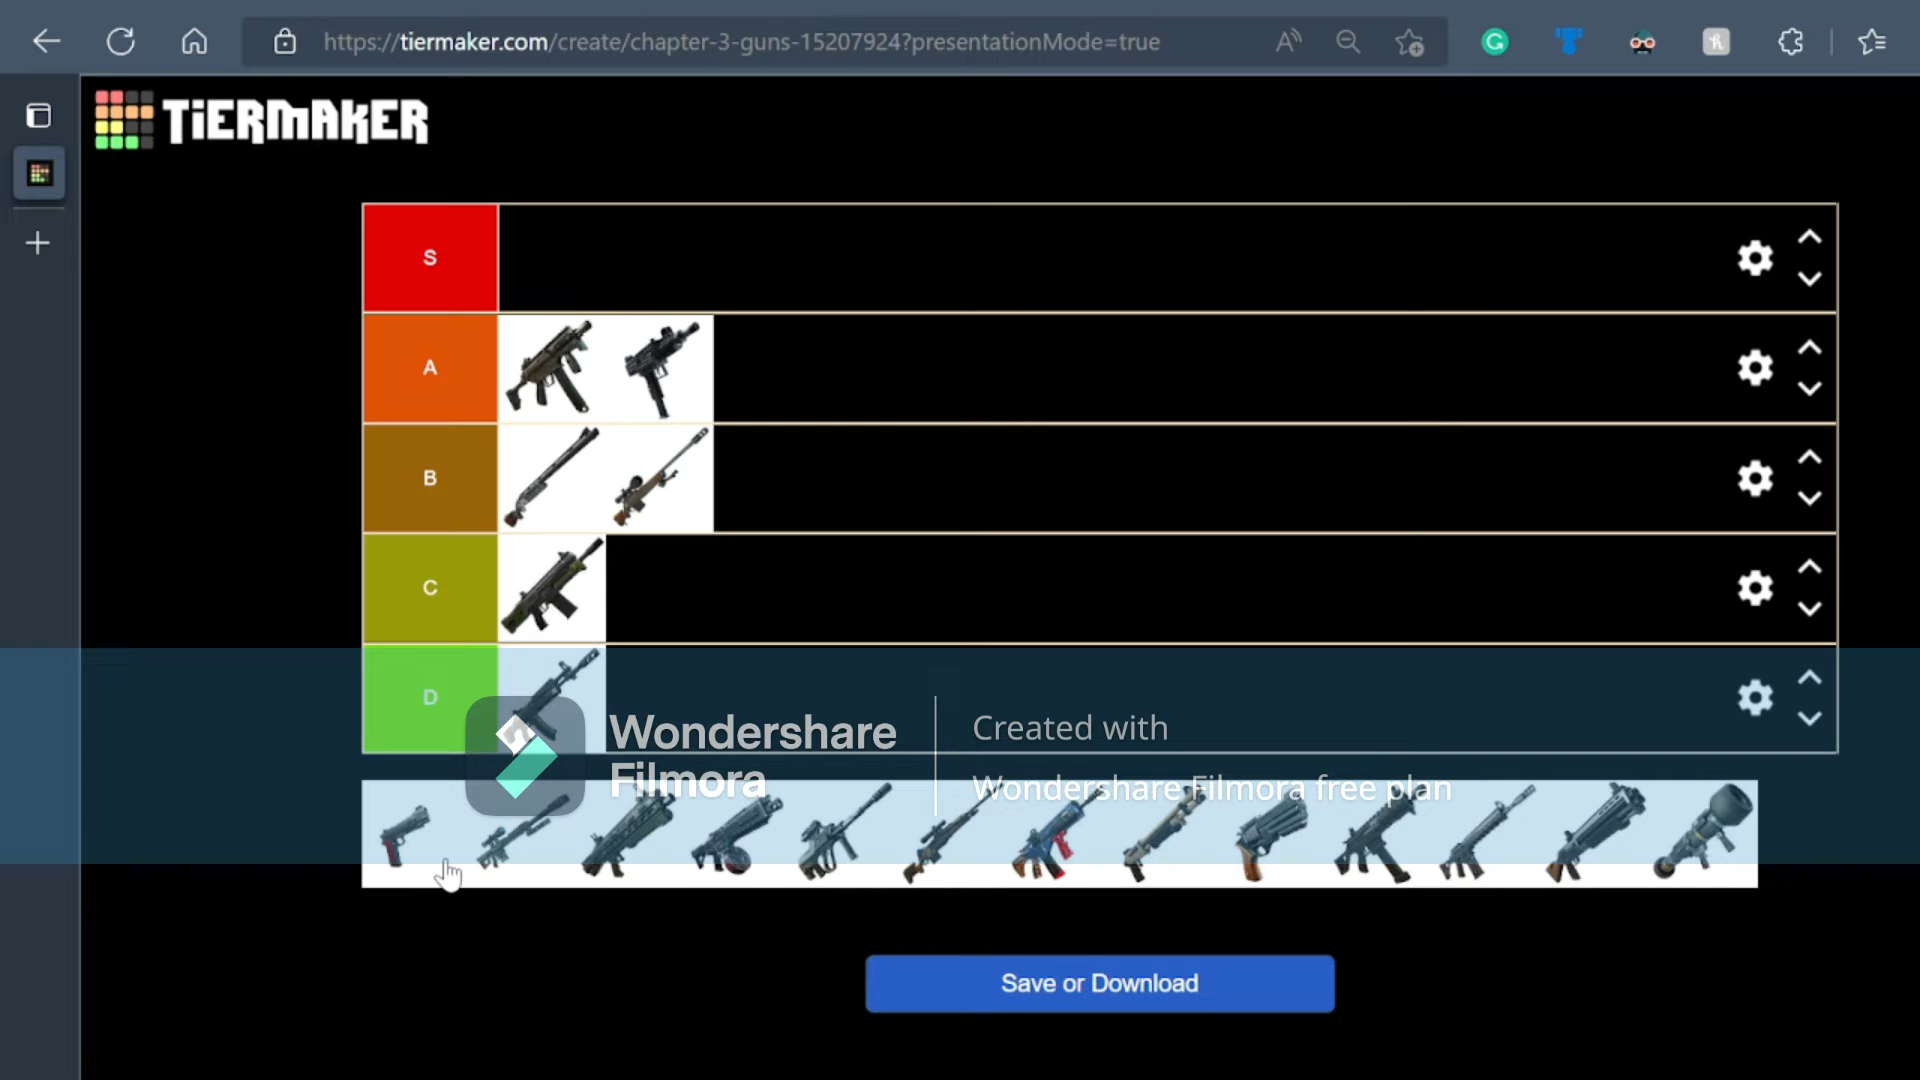 https://tiermaker.com/create/chapter-3-guns-15207924?presentationMode=true
TiERMAKER
S
A
B
C
D
Wondershare
Filmora
Created with
Wondershare Filmora free plan
Save or Download